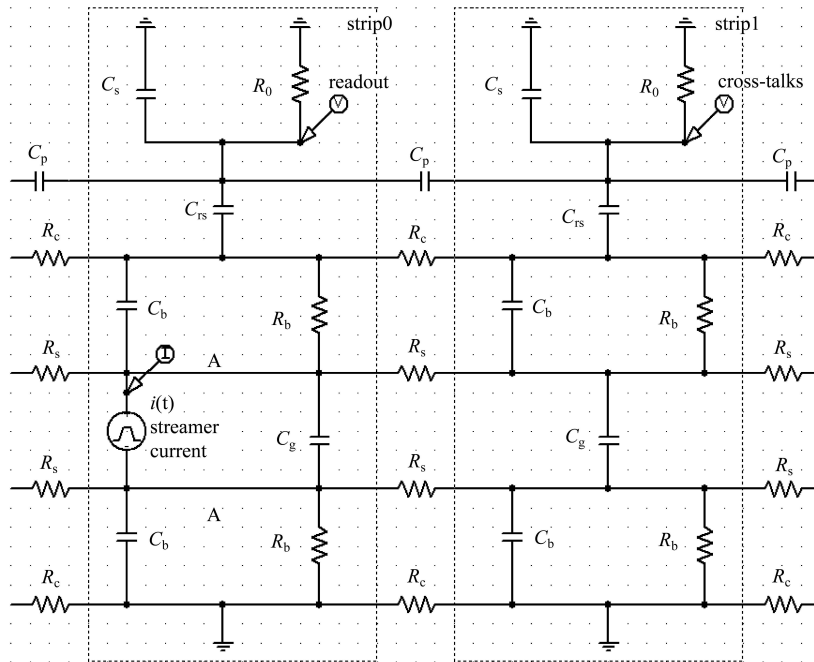 strip0 strip1
C_s R_0 readout C_s R_0 cross-talks
C_p C_p C_p
C_rs C_rs
R_c R_c R_c
C_b R_b C_b R_b
R_s A R_s R_s
I
V V
i(t)
streamer
current
C_g C_g
R_s R_s R_s
A
C_b R_b C_b R_b
R_c R_c R_c